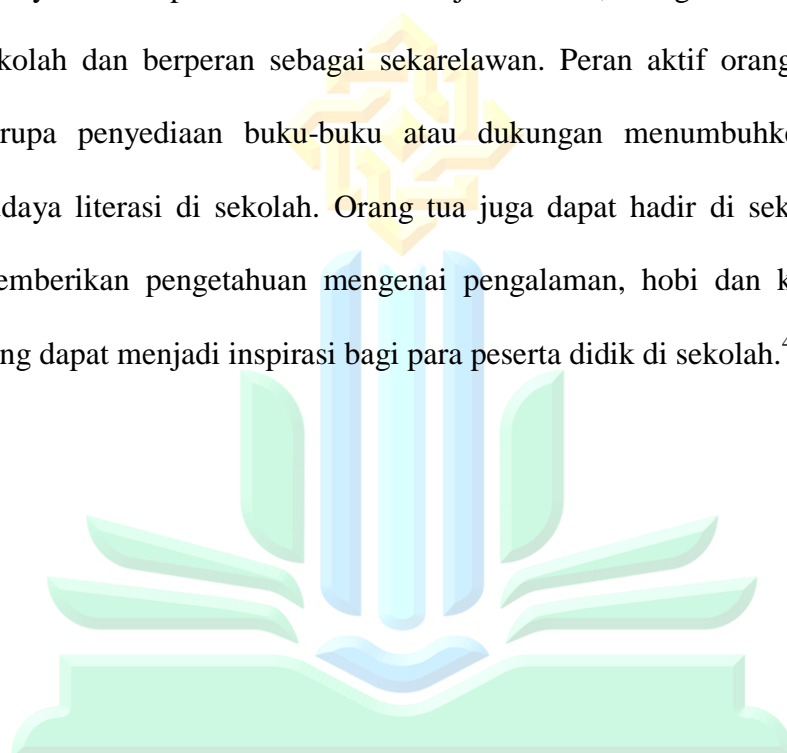 kolah dan berperan sebagai sekarelawan. Peran aktif orang
rupa penyediaan buku-buku atau dukungan menumbuhk
daya literasi di sekolah. Orang tua juga dapat hadir di sek
emberikan pengetahuan mengenai pengalaman, hobi dan k
ng dapat menjadi inspirasi bagi para peserta didik di sekolah.⁴